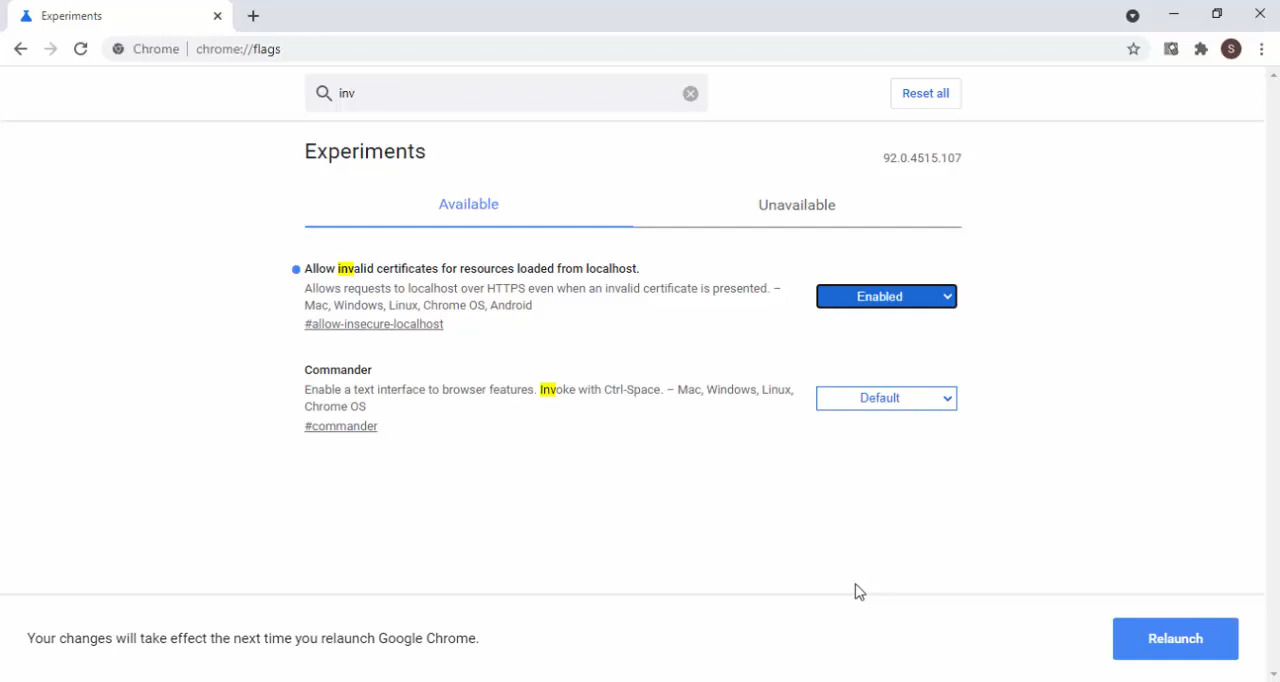 Experiments
Chrome chrome://flags
S
inv
Reset all
Experiments
92.0.4515.107
Available
Unavailable
Allow invalid certificates for resources loaded from localhost.
Allows requests to localhost over HTTPS even when an invalid certificate is presented. –
Mac, Windows, Linux, Chrome OS, Android
#allow-insecure-localhost
Enabled
Commander
Enable a text interface to browser features. Invoke with Ctrl-Space. – Mac, Windows, Linux,
Chrome OS
#commander
Default
Your changes will take effect the next time you relaunch Google Chrome.
Relaunch